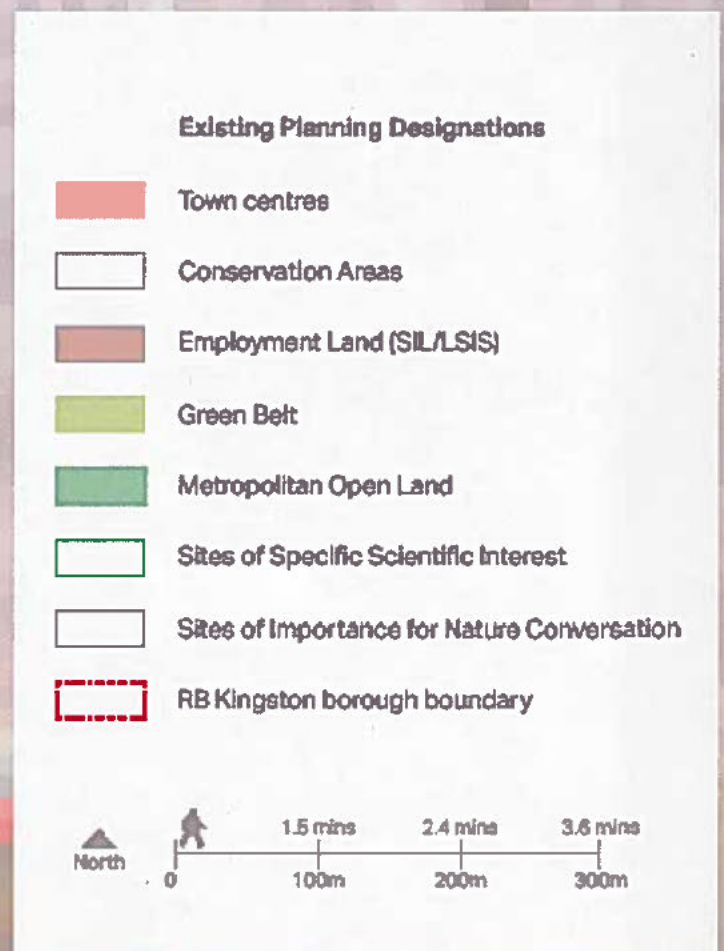 Existing Planning Designations
Town centres
Conservation Areas
Employment Land (SIL/LSIS)
Green Belt
Metropolitan Open Land
Sites of Specific Scientific Interest
Sites of Importance for Nature Conversation
RB Kingston borough boundary
1.5 mins 2.4 mins 3.6 mins
North
0 100m 200m 300m